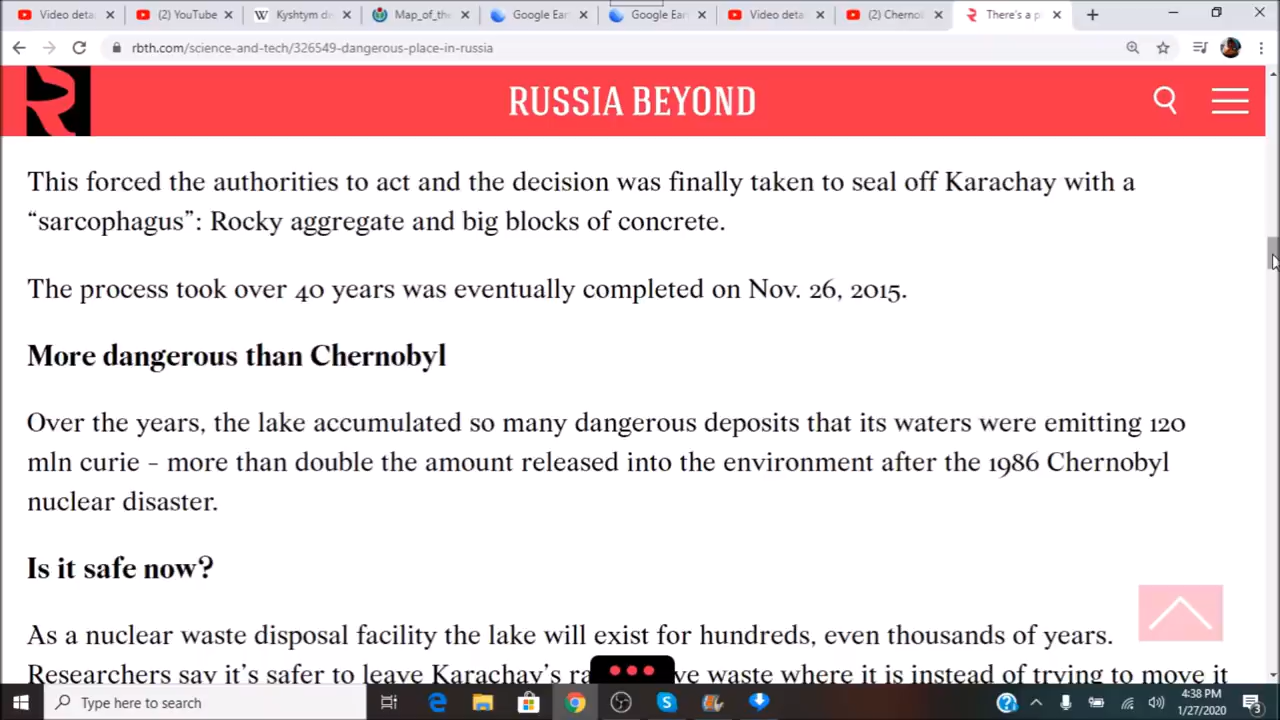 Video deta
(2) YouTube
Kyshtym di
Map_of_the
Google Ear
Google Ear
Video deta
(2) Cherno
There's a p
rbth.com/science-and-tech/326549-dangerous-place-in-russia
RUSSIA BEYOND
This forced the authorities to act and the decision was finally taken to seal off Karachay with a
“sarcophagus”: Rocky aggregate and big blocks of concrete.
The process took over 40 years was eventually completed on Nov. 26, 2015.
More dangerous than Chernobyl
Over the years, the lake accumulated so many dangerous deposits that its waters were emitting 120
mln curie – more than double the amount released into the environment after the 1986 Chernobyl
nuclear disaster.
Is it safe now?
As a nuclear waste disposal facility the lake will exist for hundreds, even thousands of years.
Researchers say it's safer to leave Karachay's ra ve waste where it is instead of trying to move it
Type here to search
4:38 PM
1/27/2020
3